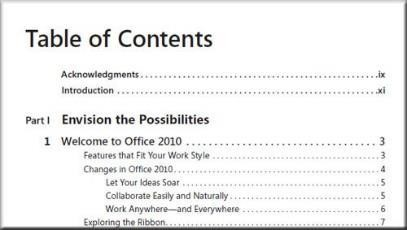 Table of Contents
Acknowledgments . . . . . . . . . . . . . . . . . . . . . . . . . . . . . . . . . . . . . . . . . . . . . . . . . . . ix
Introduction . . . . . . . . . . . . . . . . . . . . . . . . . . . . . . . . . . . . . . . . . . . . . . . . . . . . . . . . xi
Part I Envision the Possibilities
1 Welcome to Office 2010 . . . . . . . . . . . . . . . . . . . . . . . . . . . . . . 3
Features that Fit Your Work Style . . . . . . . . . . . . . . . . . . . . . . . . . . . . . . . . . . . . 3
Changes in Office 2010 . . . . . . . . . . . . . . . . . . . . . . . . . . . . . . . . . . . . . . . . . . . . 4
Let Your Ideas Soar . . . . . . . . . . . . . . . . . . . . . . . . . . . . . . . . . . . . . . . . . . 5
Collaborate Easily and Naturally . . . . . . . . . . . . . . . . . . . . . . . . . . . . . . . 5
Work Anywhere—and Everywhere . . . . . . . . . . . . . . . . . . . . . . . . . . . . . 6
Exploring the Ribbon . . . . . . . . . . . . . . . . . . . . . . . . . . . . . . . . . . . . . . . . . . . . . . 7